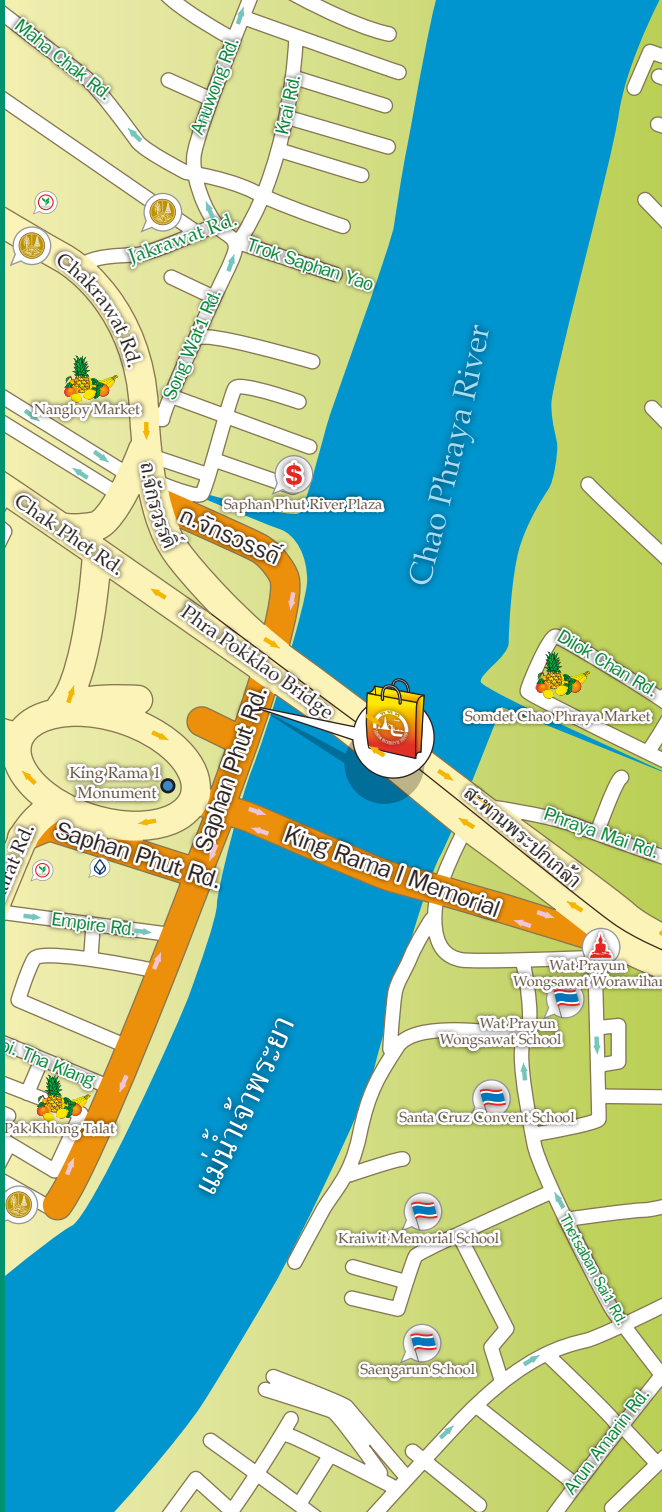 Maha Chak Rd.
Anuwong Rd.
Krai Rd.
Jakrawat Rd.
Trok Saphan Yao
Chakrawat Rd.
Song Wat 1 Rd.
Nangloy Market
ถ.จักรวรรดิ์
$
Saphan Phut River Plaza
Chao Phraya River
Chak Phet Rd.
ถ.จักรวรรดิ์
Phra Pokklao Bridge
Dilok Chan Rd.
Somdet Chao Phraya Market
Saphan Phut Rd.
King Rama 1
Monument
สะพานพระปกเกล้า
Phraya Mai Rd.
Saphan Phut Rd.
King Rama I Memorial
Empire Rd.
Wat Prayun
Wongsawat Worawihan
Wat Prayun
Wongsawat School
แม่น้ำเจ้าพระยา
Tha Klang
Pak Khlong Talat
Santa Cruz Convent School
Kraiwit Memorial School
Thetsaban Sai 1 Rd.
Saengarun School
Arun Amarin Rd.